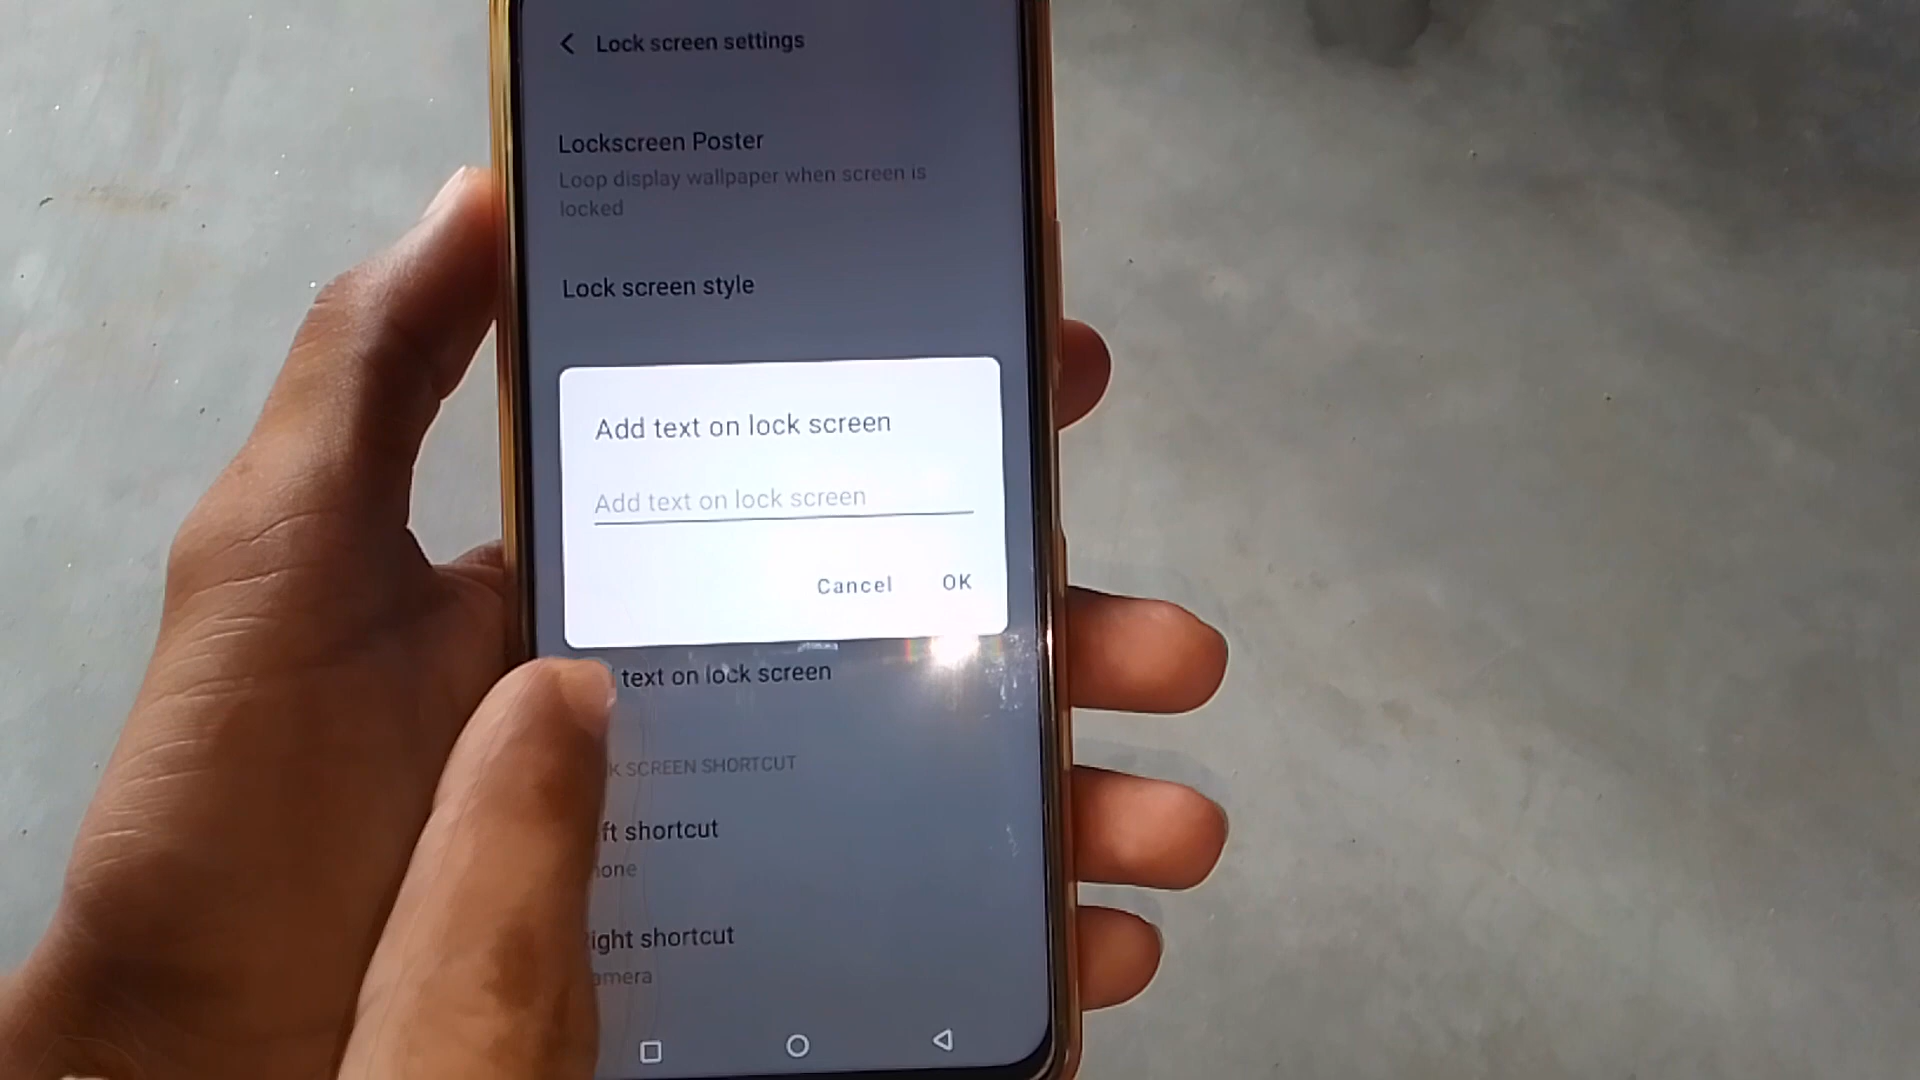 Lock screen settings
Lockscreen Poster
Loop display wallpaper when screen is
locked
Lock screen style
Add text on lock screen
Add text on lock screen
Cancel OK
text on lock screen
K SCREEN SHORTCUT
ft shortcut
one
ight shortcut
amera